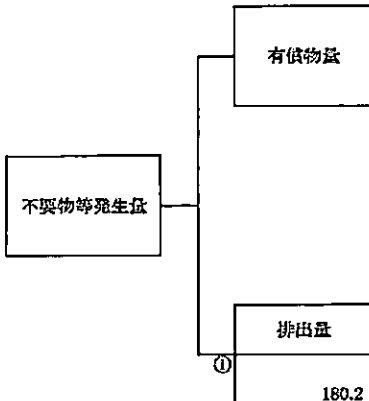 有償物量
不要物等発生量
排出量
①
180.2